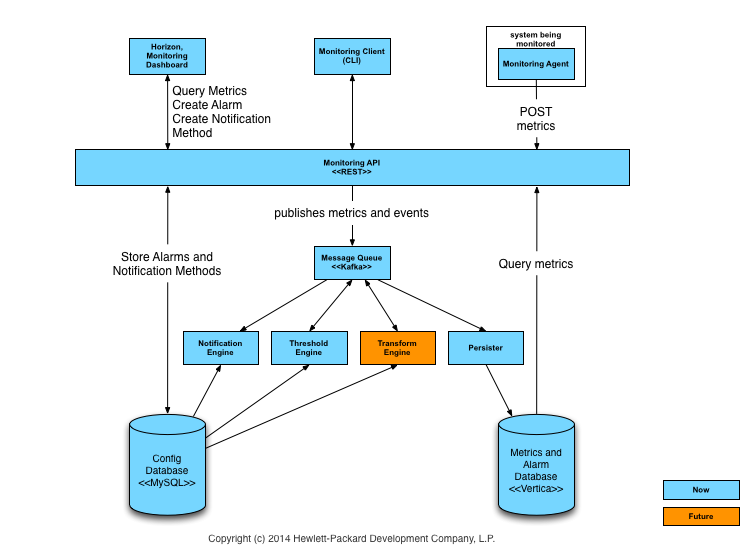 system being
monitored
Horizon,
Monitoring
Dashboard
Monitoring Client
(CLI)
Monitoring Agent
Query Metrics
Create Alarm
Create Notification
Method
POST
metrics
Monitoring API
<<REST>>
publishes metrics and events
Store Alarms and
Notification Methods
Message Queue
<<Kafka>>
Query metrics
Notification
Engine
Threshold
Engine
Transform
Engine
Persister
Config
Database
<<MySQL>>
Metrics and
Alarm
Database
<<Vertica>>
Now
Future
Copyright (c) 2014 Hewlett-Packard Development Company, L.P.